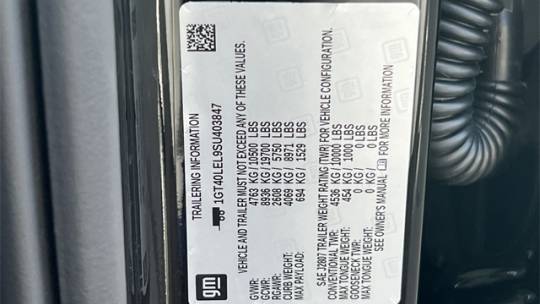 gm
TRAILERING INFORMATION
1GT40LEL9SU403847
VEHICLE AND TRAILER MUST NOT EXCEED ANY OF THESE VALUES.
GVWR: 4763 KG/ 10500 LBS
GCWR: 8936 KG/ 19700 LBS
RGAWR: 2608 KG/ 5750 LBS
CURB WEIGHT: 4069 KG/ 8971 LBS
MAX PAYLOAD: 694 KG/ 1529 LBS
SAE J2807 TRAILER WEIGHT RATING (TWR) FOR VEHICLE CONFIGURATION.
CONVENTIONAL TWR: 4536 KG/ 10000 LBS
MAX TONGUE WEIGHT: 454 KG/ 1000 LBS
GOOSENECK TWR: 0 KG/ 0 LBS
MAX TONGUE WEIGHT: 0 KG/ 0 LBS
SEE OWNER'S MANUAL FOR MORE INFORMATION